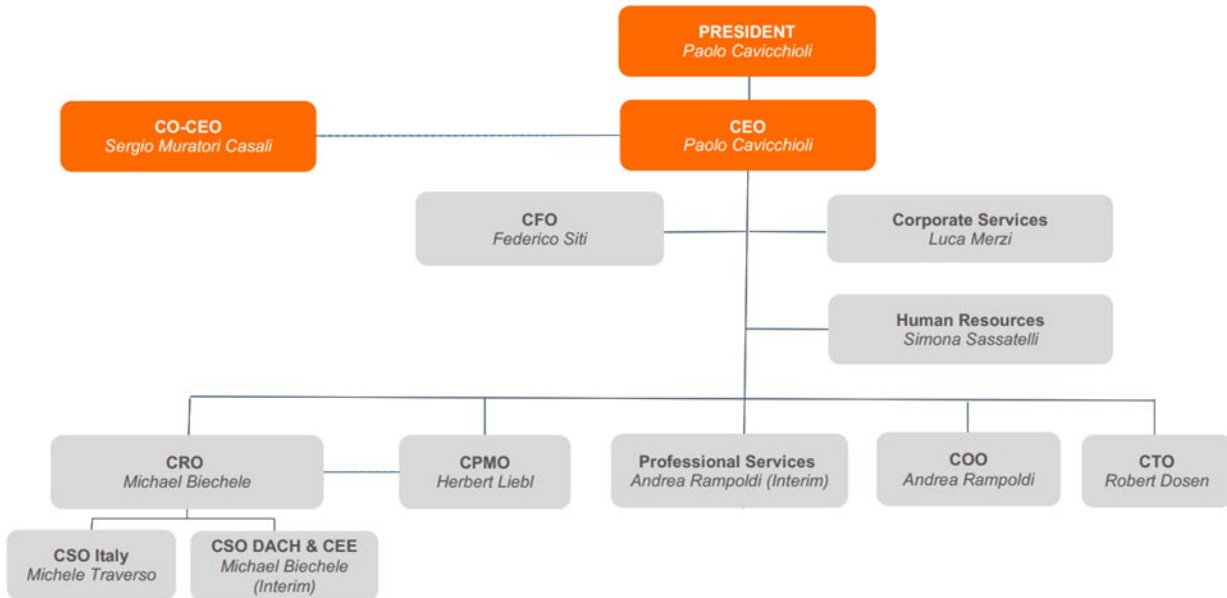 PRESIDENT
Paolo Cavicchioli
CO-CEO
Sergio Muratori Casali
CEO
Paolo Cavicchioli
CFO
Federico Siti
Corporate Services
Luca Merzi
Human Resources
Simona Sassatelli
CRO
Michael Biechele
CPMO
Herbert Liebl
Professional Services
Andrea Rampoldi (Interim)
COO
Andrea Rampoldi
CTO
Robert Dosen
CSO Italy
Michele Traverso
CSO DACH & CEE
Michael Biechele
(Interim)